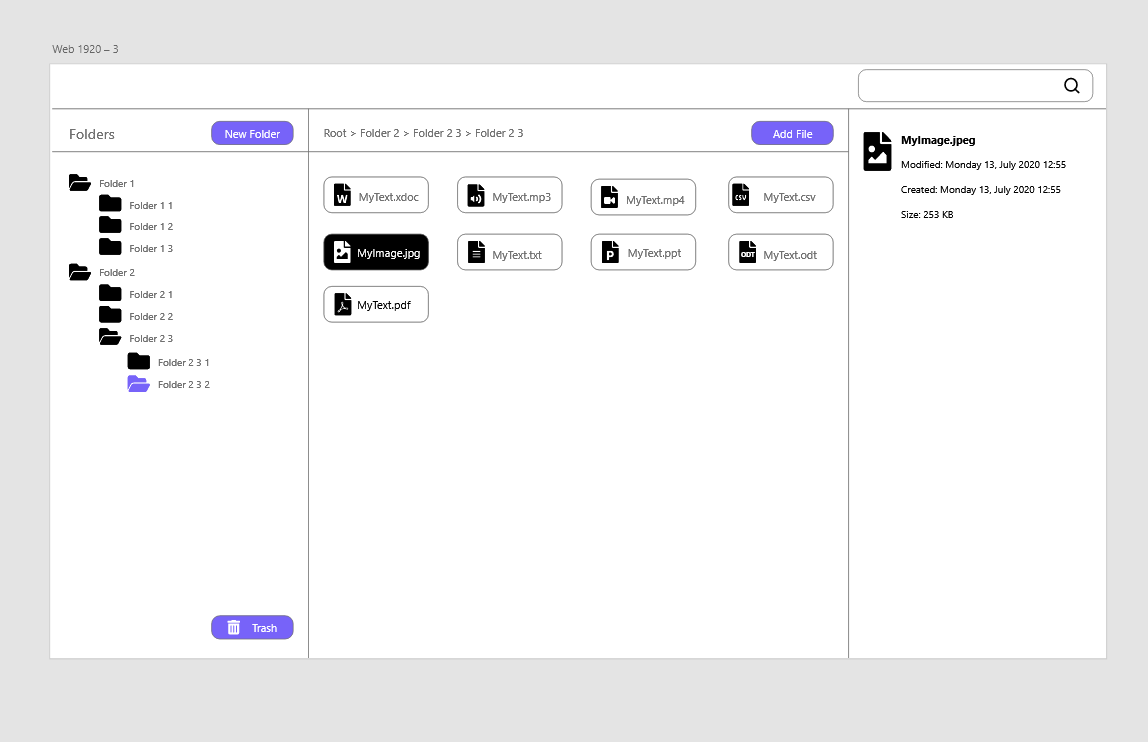 Web 1920 – 3
Folders
New Folder
Root > Folder 2 > Folder 2 3 > Folder 2 3
Add File
Folder 1
Folder 1 1
Folder 1 2
Folder 1 3
Folder 2
Folder 2 1
Folder 2 2
Folder 2 3
Folder 2 3 1
Folder 2 3 2
Trash
W MyText.xdoc
MyText.mp3
MyText.mp4
CSV MyText.csv
MyImage.jpg
MyText.txt
P MyText.ppt
ODT MyText.odt
MyText.pdf
MyImage.jpeg
Modified: Monday 13, July 2020 12:55
Created: Monday 13, July 2020 12:55
Size: 253 KB